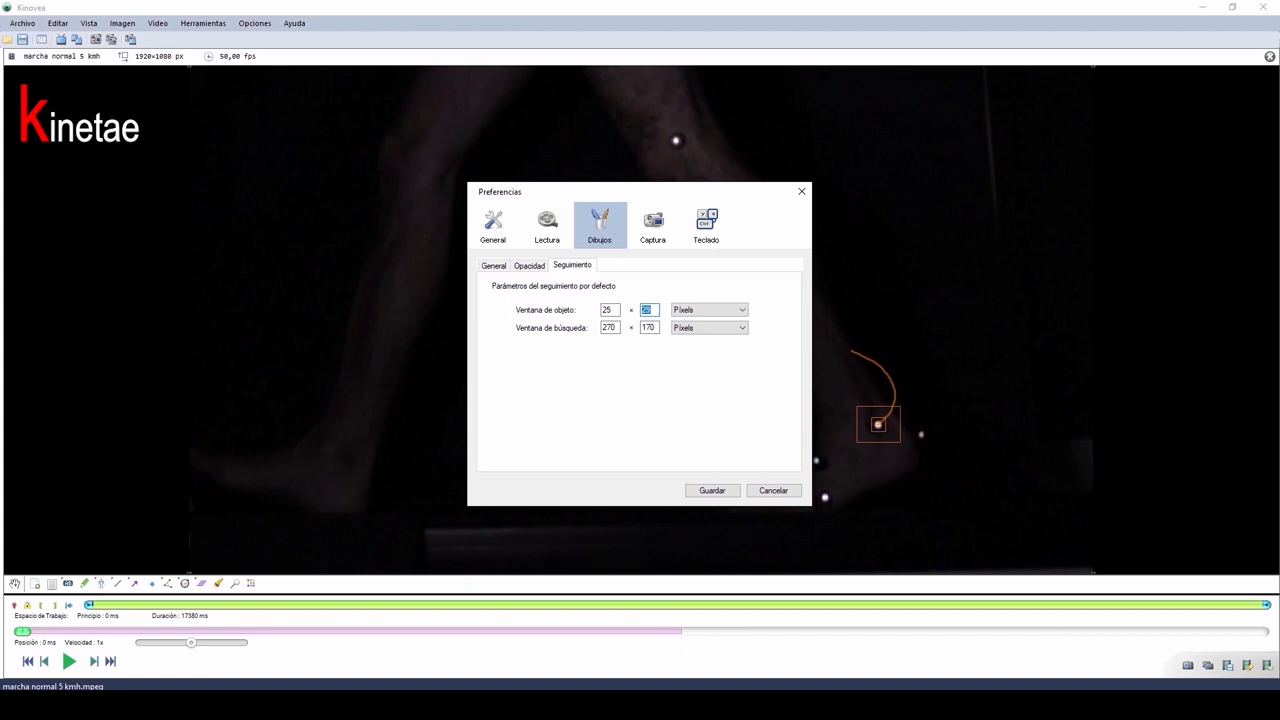 Kinovea
Archivo Editar Vista Imagen Video Herramientas Opciones Ayuda
marcha normal 5 kmh 1920×1080 px 50,00 fps
kinetae
Preferencias
General Lectura Dibujos Captura Teclado
General Opacidad Seguimiento
Parámetros del seguimiento por defecto
Ventana de objeto: 25 × Píxels
Ventana de búsqueda: 270 × 170 Píxels
Guardar Cancelar
Espacio de Trabajo: Principio : 0 ms Duración : 17380 ms
Posición : 0 ms Velocidad : 1x
marcha normal 5 kmh.mpeg